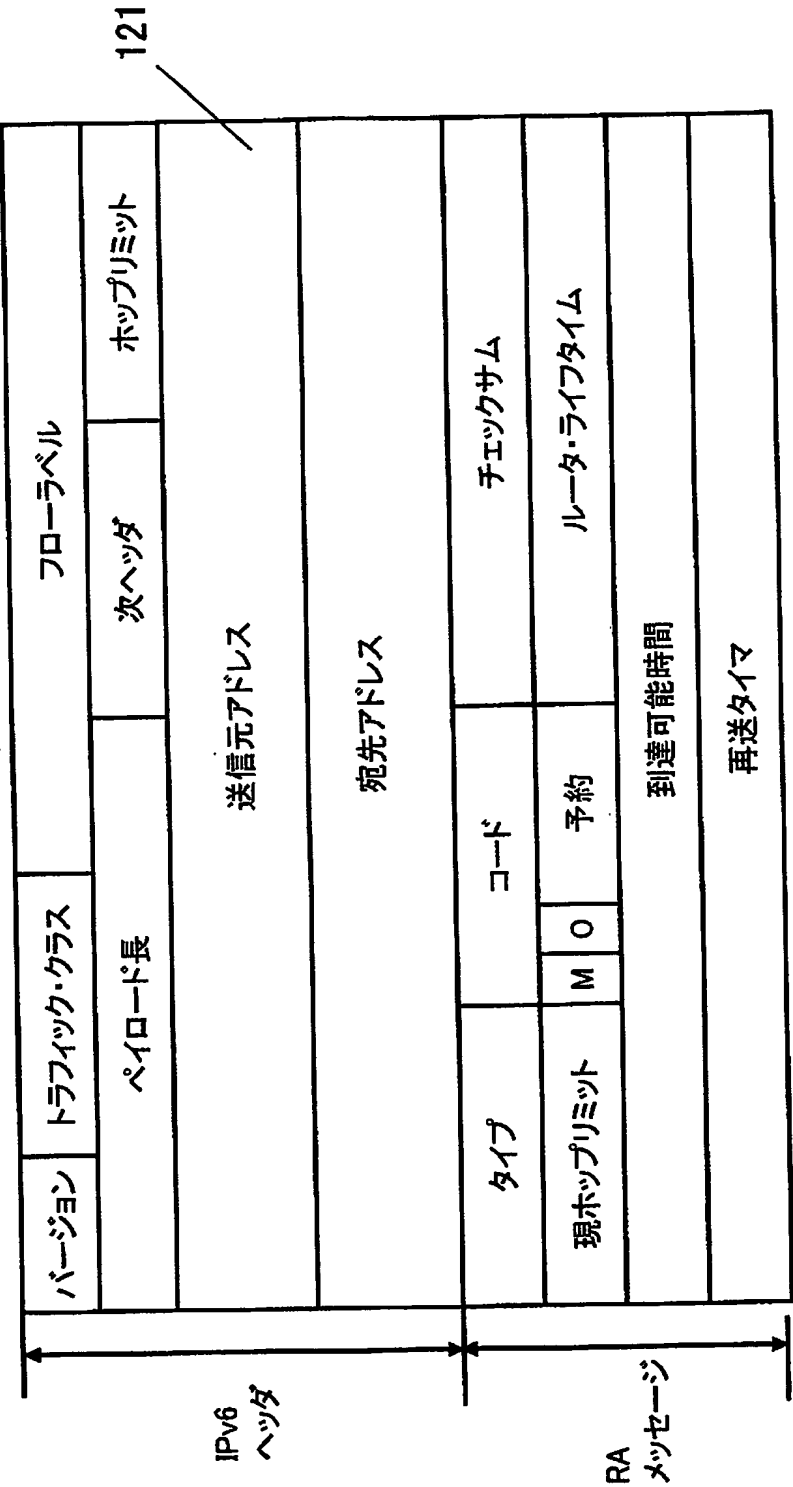 121
IPv6
ヘッダ
バージョン
トラフィック・クラス
フローラベル
ペイロード長
次ヘッダ
ホップリミット
送信元アドレス
宛先アドレス
RA
メッセージ
タイプ
コード
チェックサム
現ホップリミット
M
O
予約
ルータ・ライフタイム
到達可能時間
再送タイマ